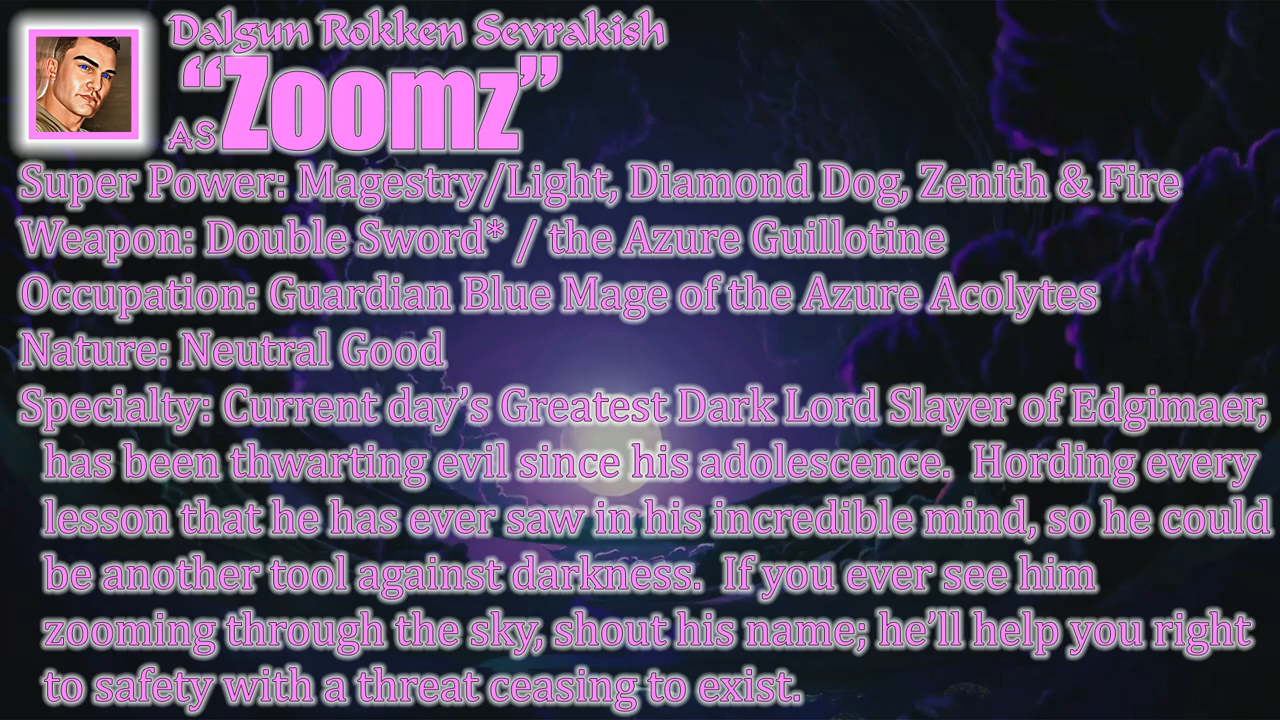 Dalgun Rokken Sevrakish
AS “Zoomz”
Super Power: Magestry/Light, Diamond Dog, Zenith & Fire
Weapon: Double Sword* / the Azure Guillotine
Occupation: Guardian Blue Mage of the Azure Acolytes
Nature: Neutral Good
Specialty: Current day’s Greatest Dark Lord Slayer of Edgimaer,
has been thwarting evil since his adolescence.  Hording every
lesson that he has ever saw in his incredible mind, so he could
be another tool against darkness.  If you ever see him
zooming through the sky, shout his name; he’ll help you right
to safety with a threat ceasing to exist.